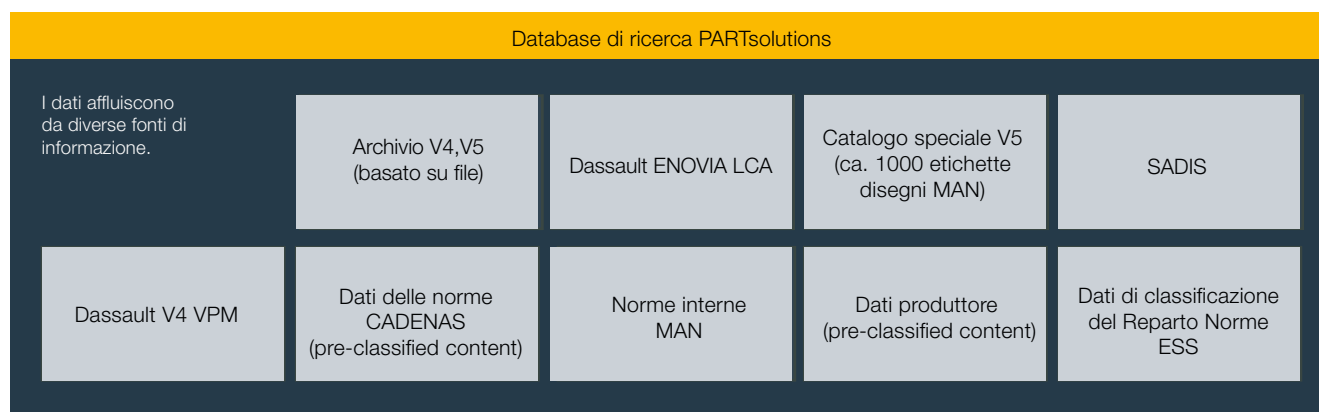 Database di ricerca PARTsolutions
I dati affluiscono
da diverse fonti di
informazione.
Archivio V4,V5
(basato su file)
Dassault ENOVIA LCA
Catalogo speciale V5
(ca. 1000 etichette
disegni MAN)
SADIS
Dassault V4 VPM
Dati delle norme
CADENAS
(pre-classified content)
Norme interne
MAN
Dati produttore
(pre-classified content)
Dati di classificazione
del Reparto Norme
ESS